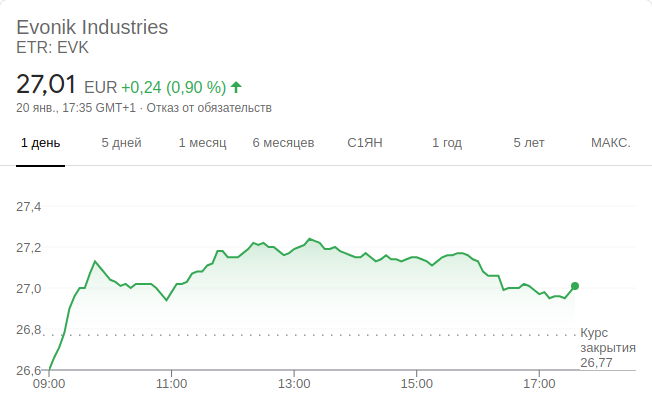 Evonik Industries
ETR: EVK
27,01 EUR +0,24 (0,90 %)
20 янв., 17:35 GMT+1 · Отказ от обязательств
1 день 5 дней 1 месяц 6 месяцев С1ЯН 1 год 5 лет МАКС.
27,4
27,2
27,0
26,8
26,6
Курс
закрытия
26,77
09:00 11:00 13:00 15:00 17:00